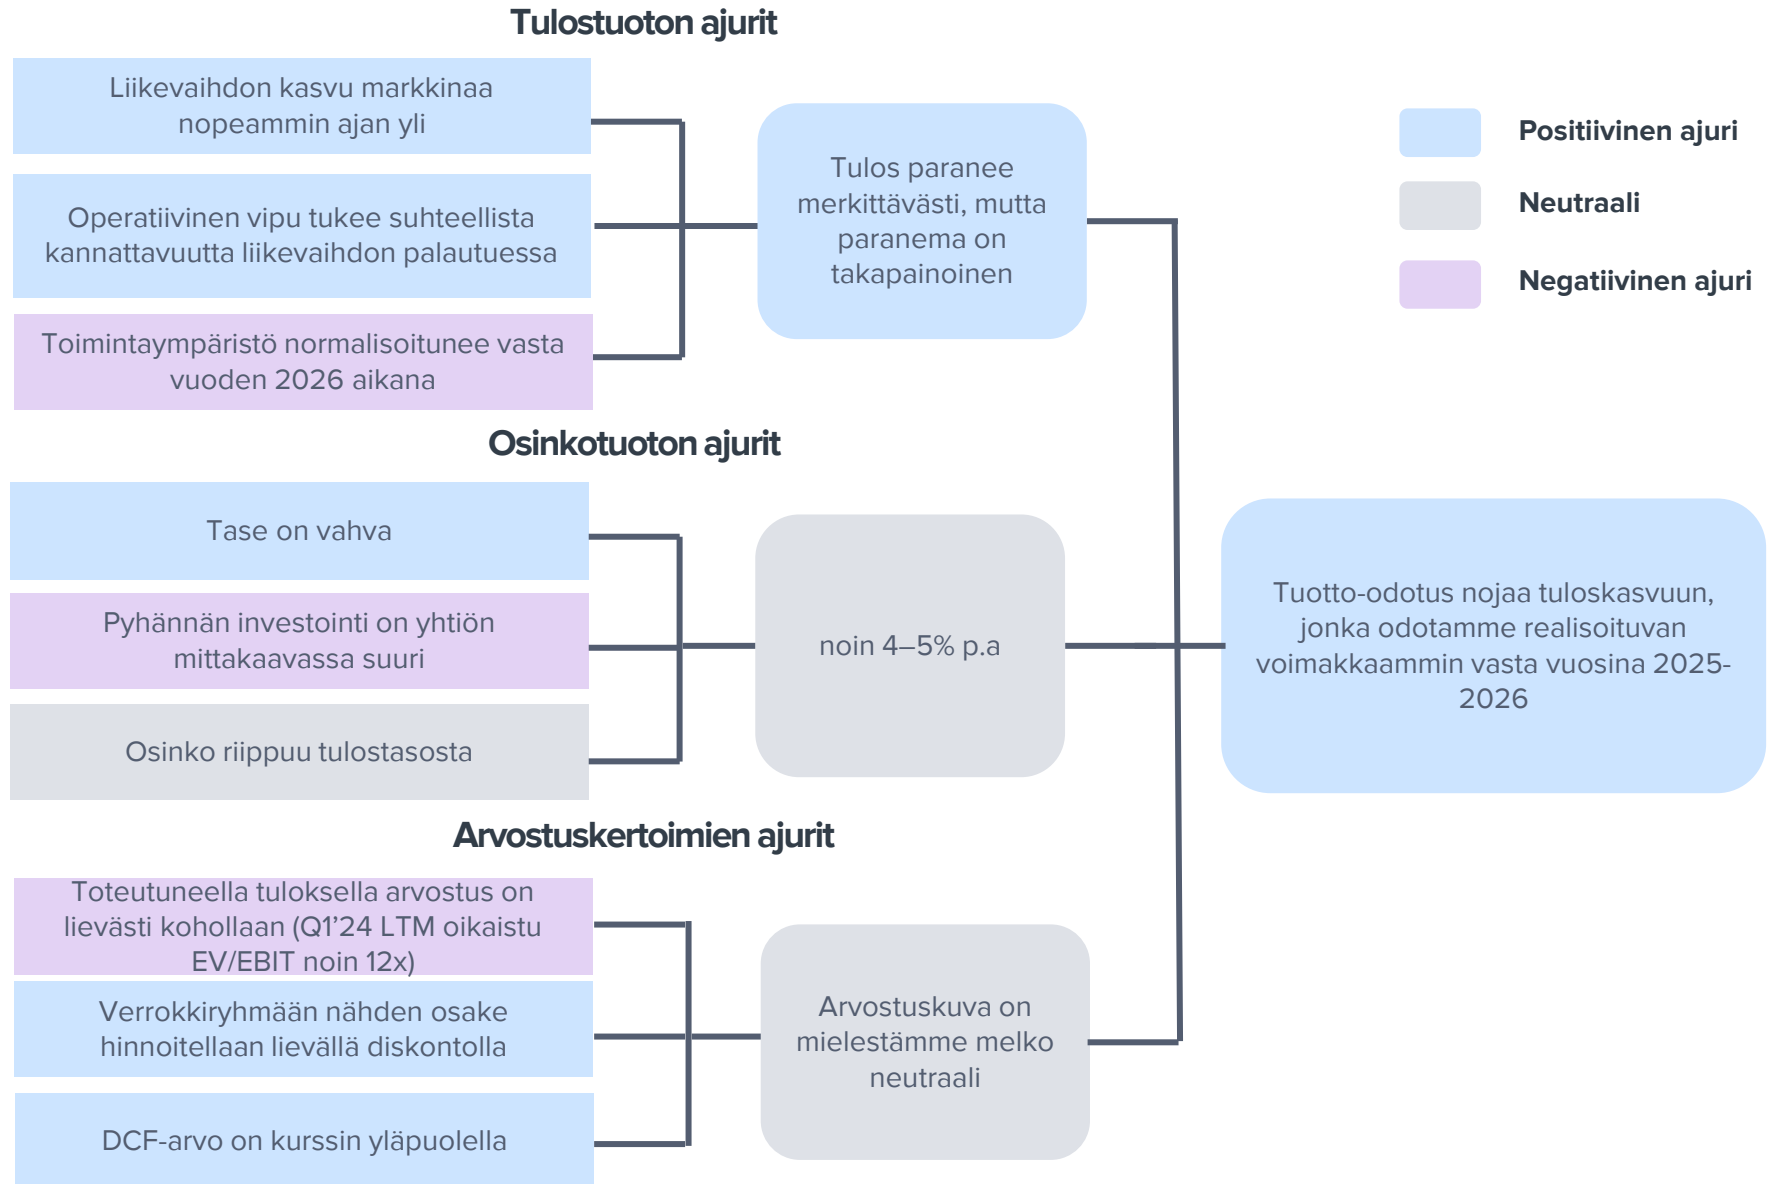 Tulostuoton ajurit
Liikevaihdon kasvu markkinaa
nopeammin ajan yli
Operatiivinen vipu tukee suhteellista
kannattavuutta liikevaihdon palautuessa
Toimintaympäristö normalisoitunee vasta
vuoden 2026 aikana
Tulos paranee
merkittävästi, mutta
paranema on
takapainoinen
Positiivinen ajuri
Neutraali
Negatiivinen ajuri
Osinkotuoton ajurit
Tase on vahva
Pyhännän investointi on yhtiön
mittakaavassa suuri
Osinko riippuu tulostasosta
noin 4–5% p.a
Tuotto-odotus nojaa tuloskasvuun,
jonka odotamme realisoituvan
voimakkaammin vasta vuosina 2025-
2026
Arvostuskertoimien ajurit
Toteutuneella tuloksella arvostus on
lievästi kohollaan (Q1’24 LTM oikaistu
EV/EBIT noin 12x)
Verrokkiryhmään nähden osake
hinnoitellaan lievällä diskontolla
DCF-arvo on kurssin yläpuolella
Arvostuskuva on
mielestämme melko
neutraali